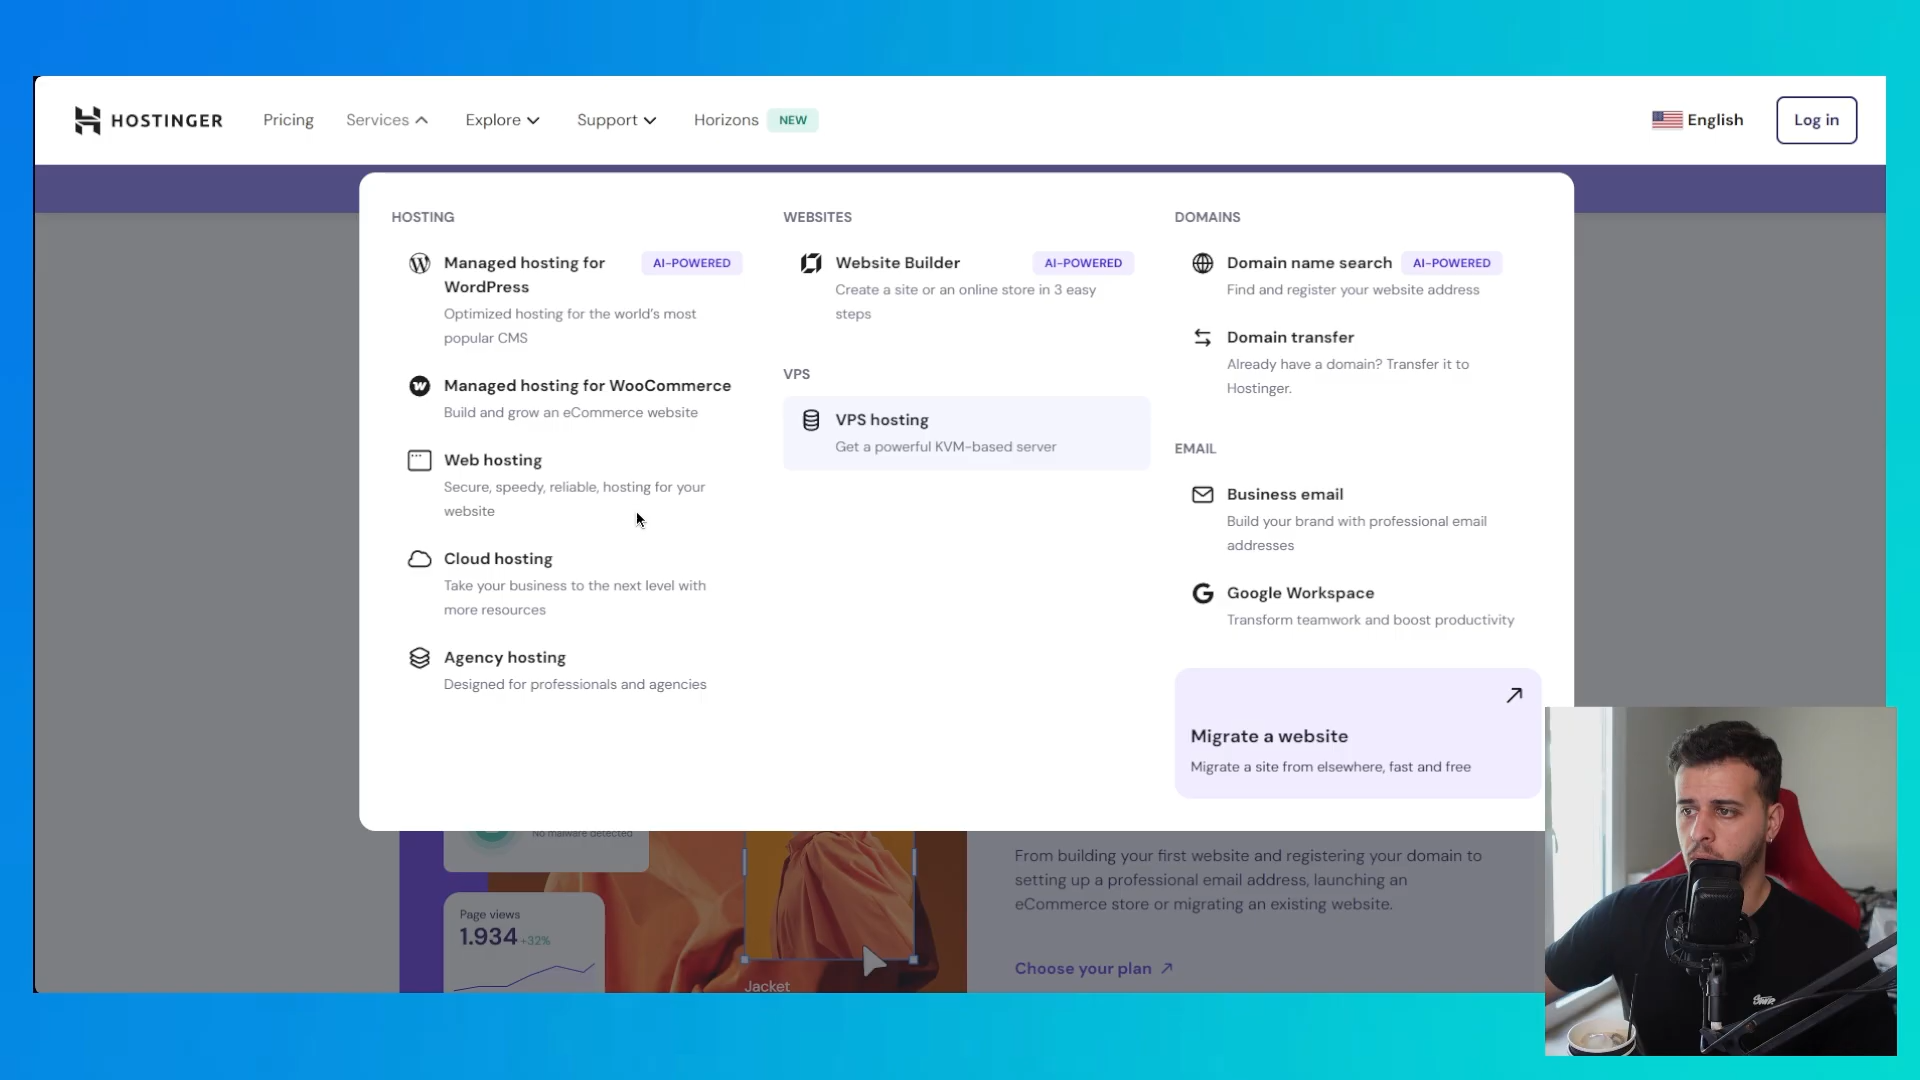 HOSTINGER
Pricing
Services
Explore
Support
Horizons
NEW
English
Log in
HOSTING
Managed hosting for
WordPress
AI-POWERED
Optimized hosting for the world's most
popular CMS
Managed hosting for WooCommerce
Build and grow an eCommerce website
Web hosting
Secure, speedy, reliable, hosting for your
website
Cloud hosting
Take your business to the next level with
more resources
Agency hosting
Designed for professionals and agencies
WEBSITES
Website Builder
AI-POWERED
Create a site or an online store in 3 easy
steps
VPS
VPS hosting
Get a powerful KVM-based server
DOMAINS
Domain name search
AI-POWERED
Find and register your website address
Domain transfer
Already have a domain? Transfer it to
Hostinger.
EMAIL
Business email
Build your brand with professional email
addresses
Google Workspace
Transform teamwork and boost productivity
Migrate a website
Migrate a site from elsewhere, fast and free
No malware detected
Page views
1.934 +32%
Jacket
From building your first website and registering your domain to
setting up a professional email address, launching an
eCommerce store or migrating an existing website.
Choose your plan